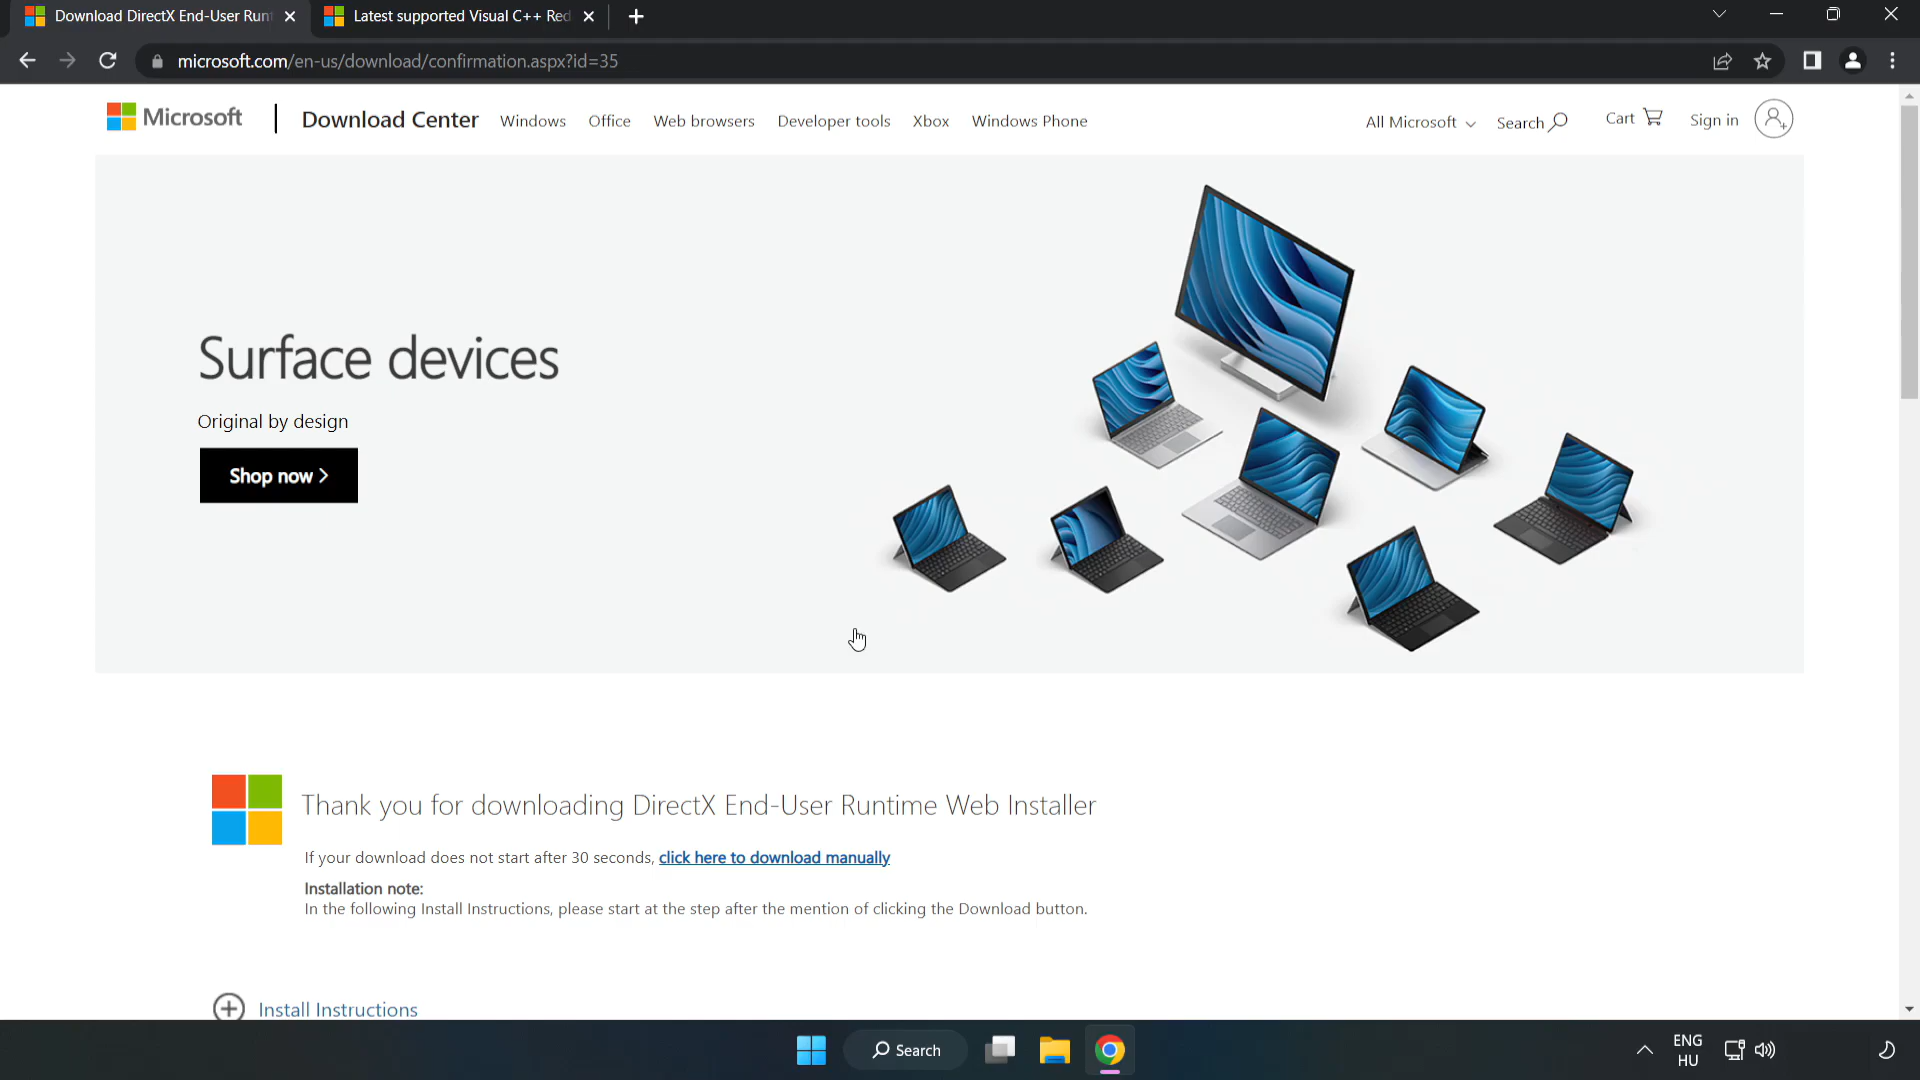 Download DirectX End-User Runt
Latest supported Visual C++ Red
microsoft.com/en-us/download/confirmation.aspx?id=35
Microsoft
Download Center
Windows
Office
Web browsers
Developer tools
Xbox
Windows Phone
All Microsoft
Search
Cart
Sign in
Surface devices
Original by design
Shop now
Thank you for downloading DirectX End-User Runtime Web Installer
If your download does not start after 30 seconds, click here to download manually
Installation note:
In the following Install Instructions, please start at the step after the mention of clicking the Download button.
Install Instructions
Search
ENG
HU